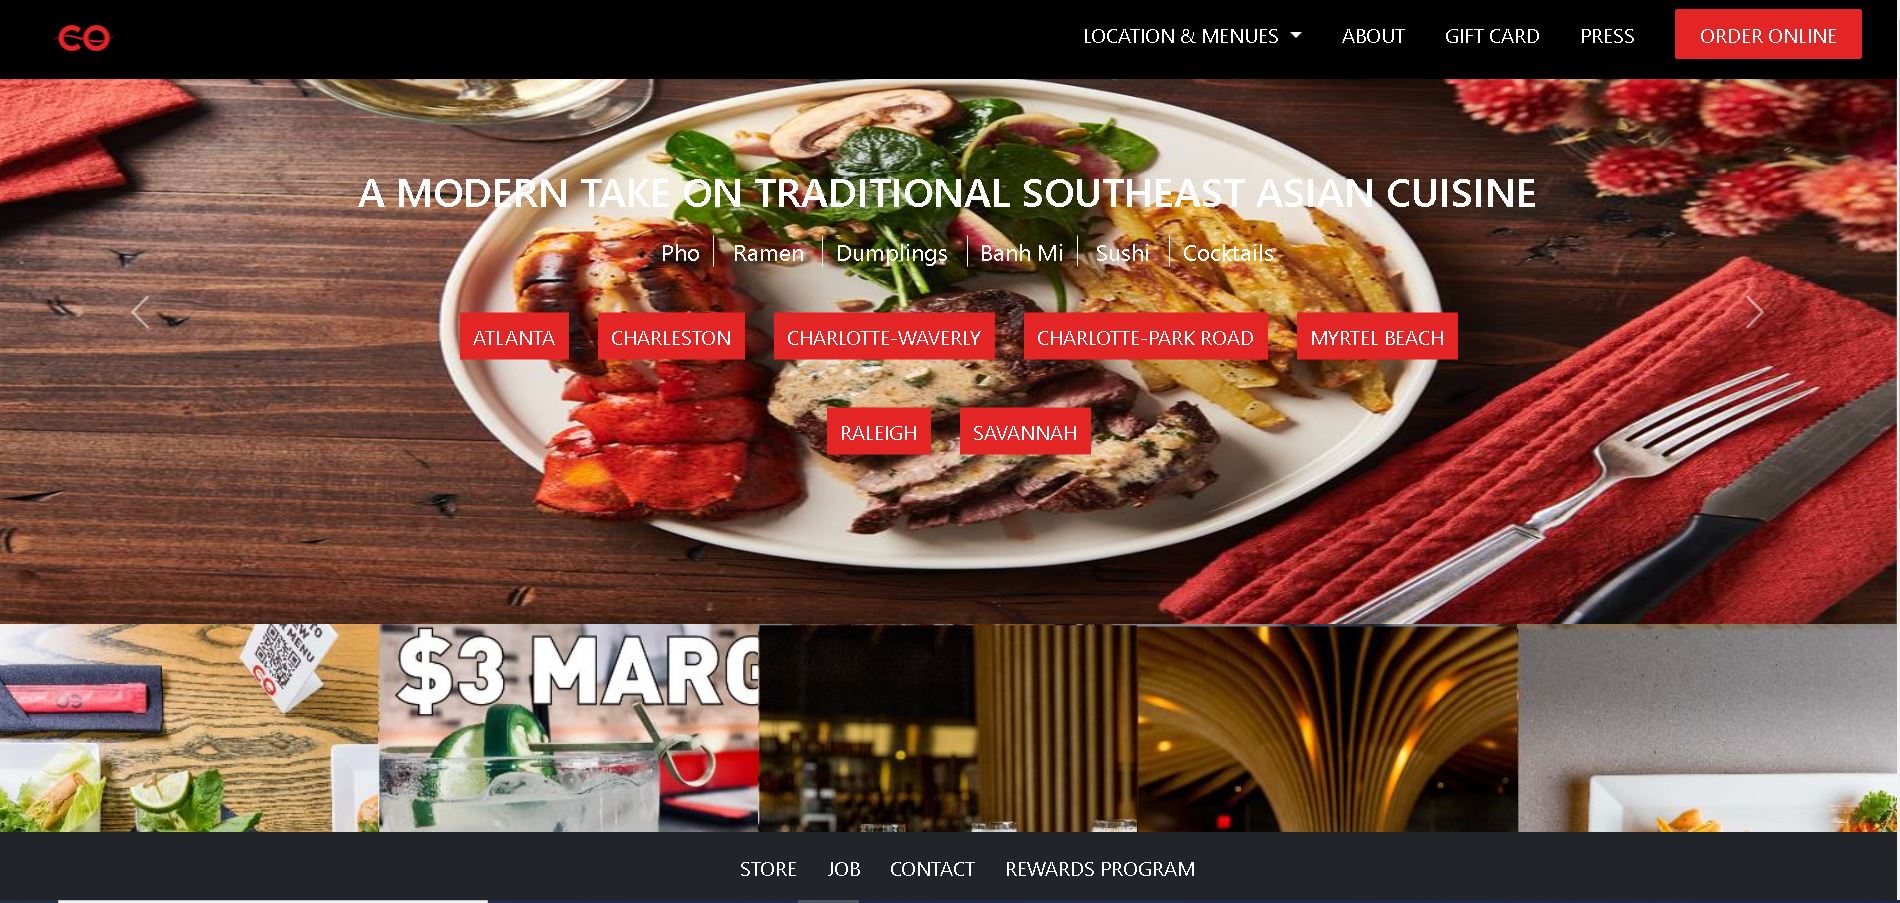 CO
LOCATION & MENUES ABOUT GIFT CARD PRESS ORDER ONLINE
A MODERN TAKE ON TRADITIONAL SOUTHEAST ASIAN CUISINE
Pho Ramen Dumplings Banh Mi Sushi Cocktails
ATLANTA CHARLESTON CHARLOTTE-WAVERLY CHARLOTTE-PARK ROAD MYRTEL BEACH
RALEIGH SAVANNAH
TO
MENU
CO
$3 MARG
STORE JOB CONTACT REWARDS PROGRAM